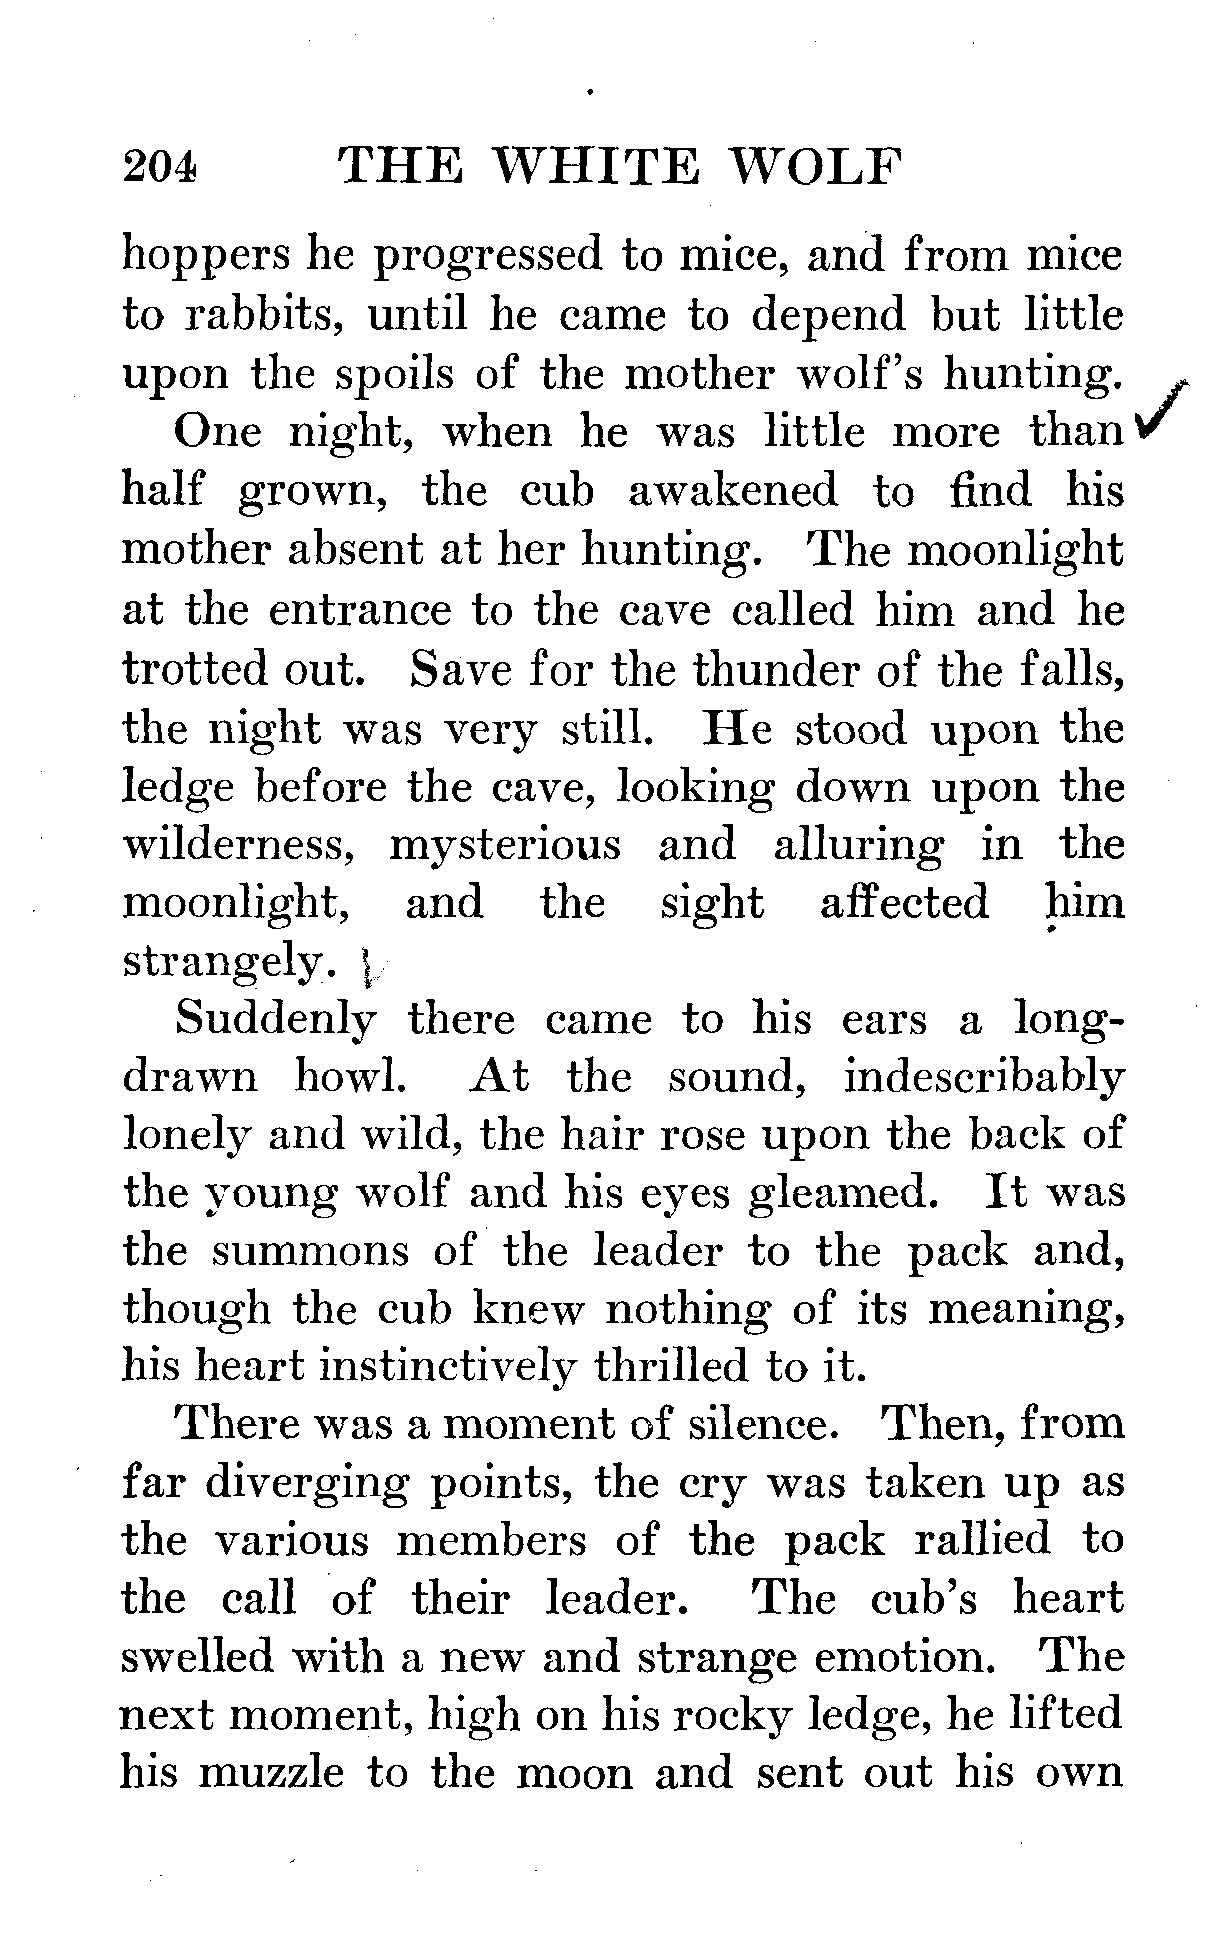 204 THE WHITE WOLF
hoppers he progressed to mice, and from mice
to rabbits, until he came to depend but little
upon the spoils of the mother wolf's hunting.
One night, when he was little more than
half grown, the cub awakened to find his
mother absent at her hunting. The moonlight
at the entrance to the cave called him and he
trotted out. Save for the thunder of the falls,
the night was very still. He stood upon the
ledge before the cave, looking down upon the
wilderness, mysterious and alluring in the
moonlight, and the sight affected him
strangely.
Suddenly there came to his ears a long-
drawn howl. At the sound, indescribably
lonely and wild, the hair rose upon the back of
the young wolf and his eyes gleamed. It was
the summons of the leader to the pack and,
though the cub knew nothing of its meaning,
his heart instinctively thrilled to it.
There was a moment of silence. Then, from
far diverging points, the cry was taken up as
the various members of the pack rallied to
the call of their leader. The cub's heart
swelled with a new and strange emotion. The
next moment, high on his rocky ledge, he lifted
his muzzle to the moon and sent out his own